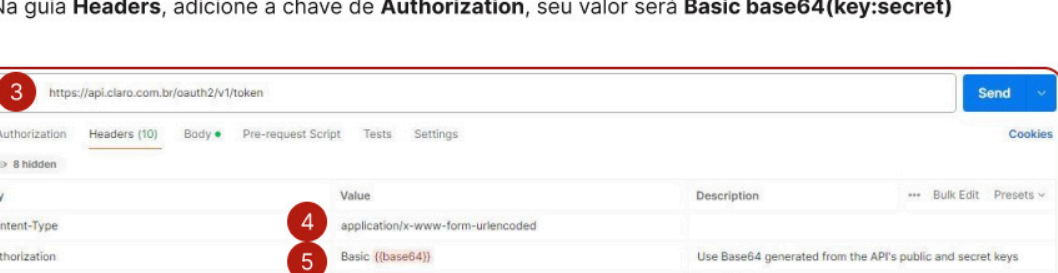 Na guia Headers, adicione a chave de Authorization, seu valor será Basic base64(key:secret)
3 https://api.claro.com.br/oauth2/v1/token Send
Authorization Headers (10) Body Pre-request Script Tests Settings Cookies
8 hidden
y Value Description ••• Bulk Edit Presets
ntent-Type 4 application/x-www-form-urlencoded
thorization 5 Basic {{base64}} Use Base64 generated from the API's public and secret keys